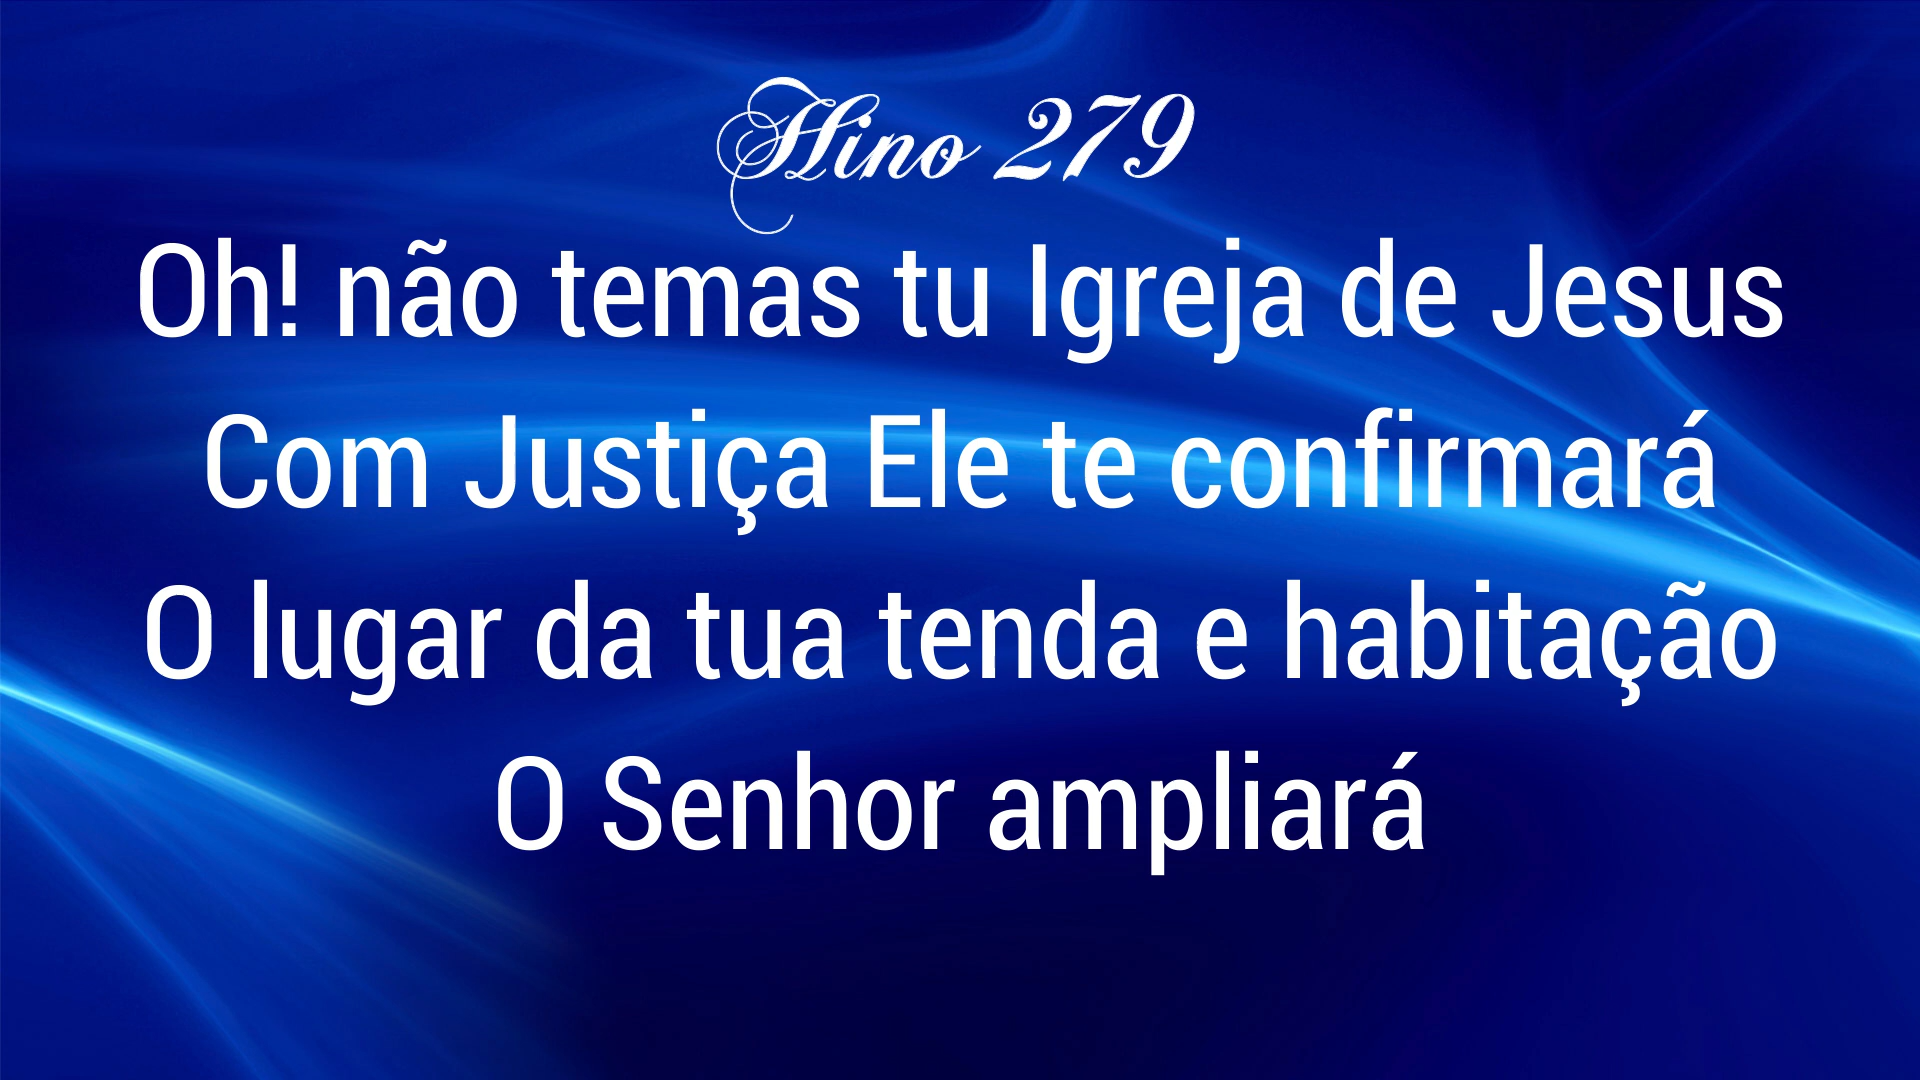 Hino 279
Oh! não temas tu Igreja de Jesus
Com Justiça Ele te confirmará
O lugar da tua tenda e habitação
O Senhor ampliará